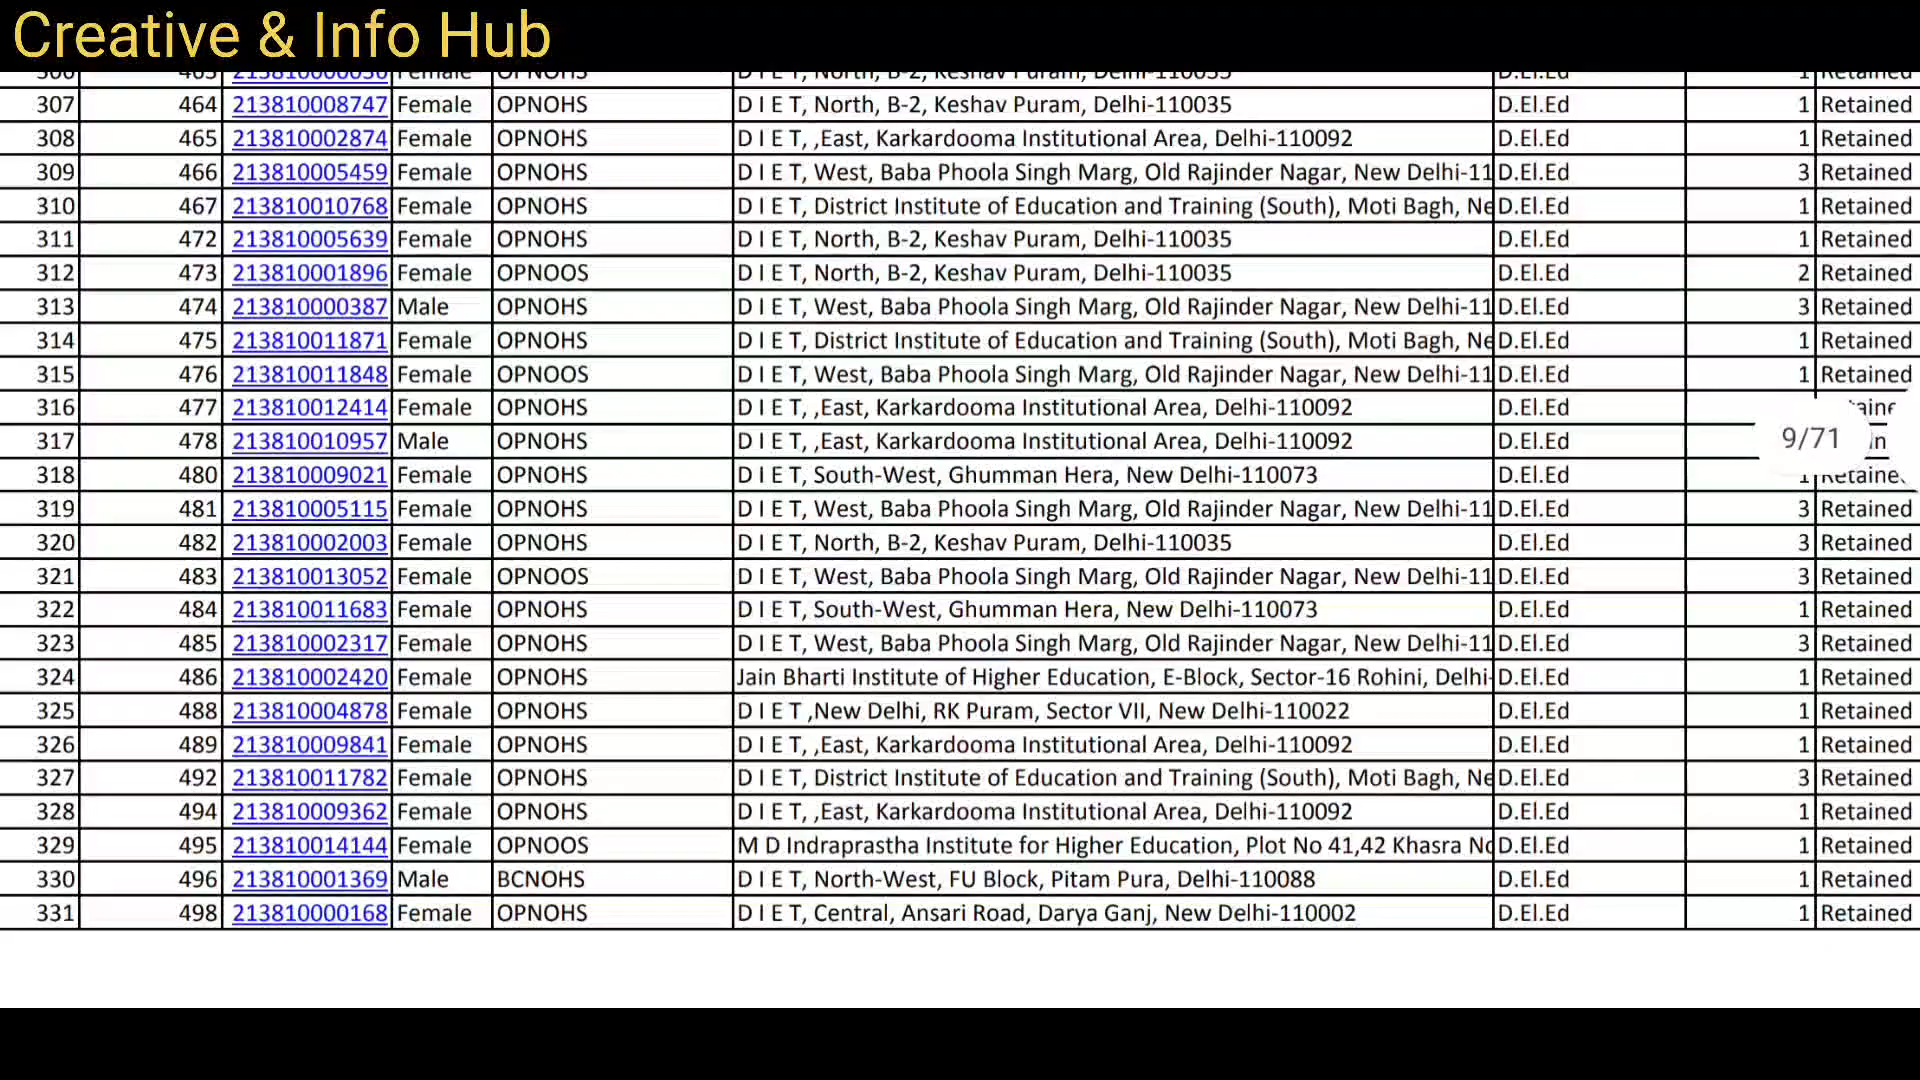 Creative & Info Hub
307 464 213810008747 Female OPNOHS D I E T, North, B-2, Keshav Puram, Delhi-110035 D.El.Ed 1 Retained
308 465 213810002874 Female OPNOHS D I E T, ,East, Karkardooma Institutional Area, Delhi-110092 D.El.Ed 1 Retained
309 466 213810005459 Female OPNOHS D I E T, West, Baba Phoola Singh Marg, Old Rajinder Nagar, New Delhi-11 D.El.Ed 3 Retained
310 467 213810010768 Female OPNOHS D I E T, District Institute of Education and Training (South), Moti Bagh, Ne D.El.Ed 1 Retained
311 472 213810005639 Female OPNOHS D I E T, North, B-2, Keshav Puram, Delhi-110035 D.El.Ed 1 Retained
312 473 213810001896 Female OPNOOS D I E T, North, B-2, Keshav Puram, Delhi-110035 D.El.Ed 2 Retained
313 474 213810000387 Male OPNOHS D I E T, West, Baba Phoola Singh Marg, Old Rajinder Nagar, New Delhi-11 D.El.Ed 3 Retained
314 475 213810011871 Female OPNOHS D I E T, District Institute of Education and Training (South), Moti Bagh, Ne D.El.Ed 1 Retained
315 476 213810011848 Female OPNOOS D I E T, West, Baba Phoola Singh Marg, Old Rajinder Nagar, New Delhi-11 D.El.Ed 1 Retained
316 477 213810012414 Female OPNOHS D I E T, ,East, Karkardooma Institutional Area, Delhi-110092 D.El.Ed
317 478 213810010957 Male OPNOHS D I E T, ,East, Karkardooma Institutional Area, Delhi-110092 D.El.Ed 9/71
318 480 213810009021 Female OPNOHS D I E T, South-West, Ghumman Hera, New Delhi-110073 D.El.Ed 1 Retained
319 481 213810005115 Female OPNOHS D I E T, West, Baba Phoola Singh Marg, Old Rajinder Nagar, New Delhi-11 D.El.Ed 3 Retained
320 482 213810002003 Female OPNOHS D I E T, North, B-2, Keshav Puram, Delhi-110035 D.El.Ed 3 Retained
321 483 213810013052 Female OPNOOS D I E T, West, Baba Phoola Singh Marg, Old Rajinder Nagar, New Delhi-11 D.El.Ed 3 Retained
322 484 213810011683 Female OPNOHS D I E T, South-West, Ghumman Hera, New Delhi-110073 D.El.Ed 1 Retained
323 485 213810002317 Female OPNOHS D I E T, West, Baba Phoola Singh Marg, Old Rajinder Nagar, New Delhi-11 D.El.Ed 3 Retained
324 486 213810002420 Female OPNOHS Jain Bharti Institute of Higher Education, E-Block, Sector-16 Rohini, Delhi- D.El.Ed 1 Retained
325 488 213810004878 Female OPNOHS D I E T ,New Delhi, RK Puram, Sector VII, New Delhi-110022 D.El.Ed 1 Retained
326 489 213810009841 Female OPNOHS D I E T, ,East, Karkardooma Institutional Area, Delhi-110092 D.El.Ed 1 Retained
327 492 213810011782 Female OPNOHS D I E T, District Institute of Education and Training (South), Moti Bagh, Ne D.El.Ed 3 Retained
328 494 213810009362 Female OPNOHS D I E T, ,East, Karkardooma Institutional Area, Delhi-110092 D.El.Ed 1 Retained
329 495 213810014144 Female OPNOOS M D Indraprastha Institute for Higher Education, Plot No 41,42 Khasra No D.El.Ed 1 Retained
330 496 213810001369 Male BCNOHS D I E T, North-West, FU Block, Pitam Pura, Delhi-110088 D.El.Ed 1 Retained
331 498 213810000168 Female OPNOHS D I E T, Central, Ansari Road, Darya Ganj, New Delhi-110002 D.El.Ed 1 Retained